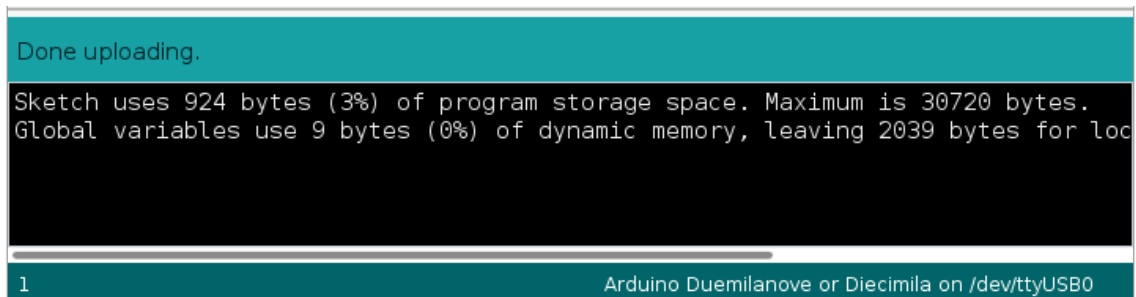 Done uploading.
Sketch uses 924 bytes (3%) of program storage space. Maximum is 30720 bytes.
Global variables use 9 bytes (0%) of dynamic memory, leaving 2039 bytes for loc
1 Arduino Duemilanove or Diecimila on /dev/ttyUSB0